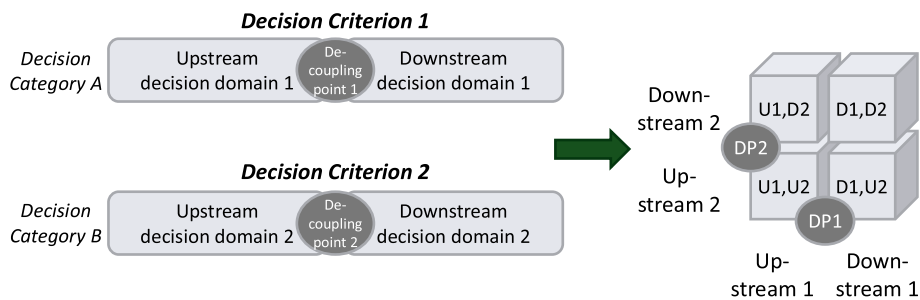 Decision Criterion 1
Decision
Category A
Upstream
decision domain 1
De-
coupling
point 1
Downstream
decision domain 1
Decision Criterion 2
Decision
Category B
Upstream
decision domain 2
De-
coupling
point 2
Downstream
decision domain 2
Down-
stream 2
U1,D2
D1,D2
DP2
Up-
stream 2
U1,U2
D1,U2
DP1
Up-
stream 1
Down-
stream 1